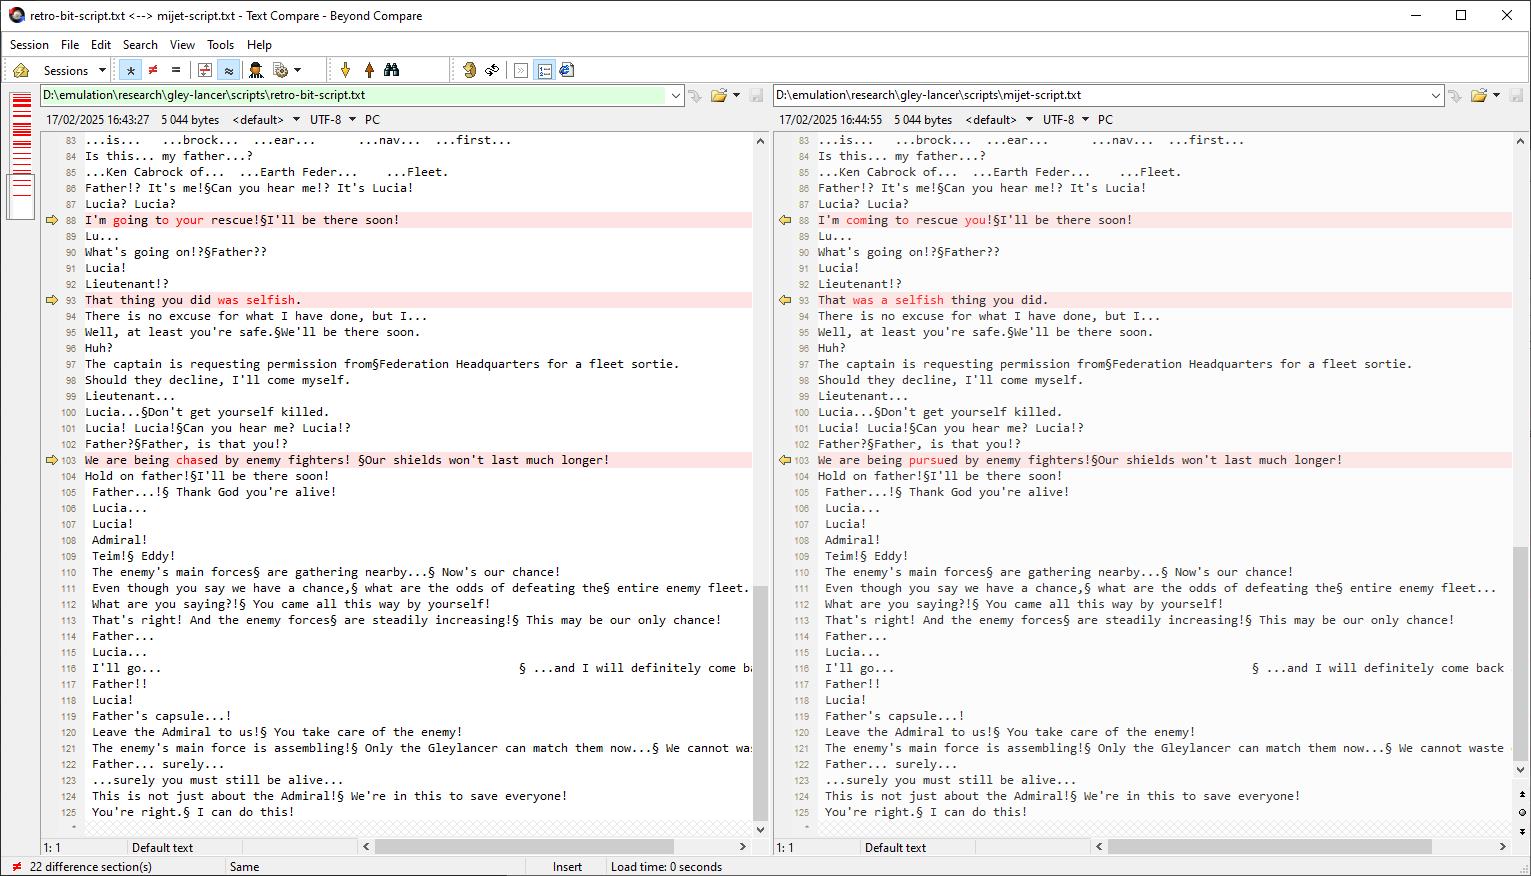 retro-bit-script.txt <--> mijet-script.txt - Text Compare - Beyond Compare
Session File Edit Search View Tools Help
Sessions
D:\emulation\research\gley-lancer\scripts\retro-bit-script.txt
17/02/2025 16:43:27 5 044 bytes <default> UTF-8 PC
83 ...is... ...brock... ...ear... ...nav... ...first...
84 Is this... my father...?
85 ...Ken Cabrock of... ...Earth Feder... ...Fleet.
86 Father!? It's me!§Can you hear me!? It's Lucia!
87 Lucia? Lucia?
88 I'm going to your rescue!§I'll be there soon!
89 Lu...
90 What's going on!?§Father??
91 Lucia!
92 Lieutenant!?
93 That thing you did was selfish.
94 There is no excuse for what I have done, but I...
95 Well, at least you're safe.§We'll be there soon.
96 Huh?
97 The captain is requesting permission from§Federation Headquarters for a fleet sortie.
98 Should they decline, I'll come myself.
99 Lieutenant...
100 Lucia...§Don't get yourself killed.
101 Lucia! Lucia!§Can you hear me? Lucia!?
102 Father?§Father, is that you!?
103 We are being chased by enemy fighters! §Our shields won't last much longer!
104 Hold on father!§I'll be there soon!
105 Father...!§ Thank God you're alive!
106 Lucia...
107 Lucia!
108 Admiral!
109 Teim!§ Eddy!
110 The enemy's main forces§ are gathering nearby...§ Now's our chance!
111 Even though you say we have a chance,§ what are the odds of defeating the§ entire enemy fleet.
112 What are you saying?!§ You came all this way by yourself!
113 That's right! And the enemy forces§ are steadily increasing!§ This may be our only chance!
114 Father...
115 Lucia...
116 I'll go... § ...and I will definitely come ba
117 Father!!
118 Lucia!
119 Father's capsule...!
120 Leave the Admiral to us!§ You take care of the enemy!
121 The enemy's main force is assembling!§ Only the Gleylancer can match them now...§ We cannot was
122 Father... surely...
123 ...surely you must still be alive...
124 This is not just about the Admiral!§ We're in this to save everyone!
125 You're right.§ I can do this!
1: 1 Default text
D:\emulation\research\gley-lancer\scripts\mijet-script.txt
17/02/2025 16:44:55 5 044 bytes <default> UTF-8 PC
83 ...is... ...brock... ...ear... ...nav... ...first...
84 Is this... my father...?
85 ...Ken Cabrock of... ...Earth Feder... ...Fleet.
86 Father!? It's me!§Can you hear me!? It's Lucia!
87 Lucia? Lucia?
88 I'm coming to rescue you!§I'll be there soon!
89 Lu...
90 What's going on!?§Father??
91 Lucia!
92 Lieutenant!?
93 That was a selfish thing you did.
94 There is no excuse for what I have done, but I...
95 Well, at least you're safe.§We'll be there soon.
96 Huh?
97 The captain is requesting permission from§Federation Headquarters for a fleet sortie.
98 Should they decline, I'll come myself.
99 Lieutenant...
100 Lucia...§Don't get yourself killed.
101 Lucia! Lucia!§Can you hear me? Lucia!?
102 Father?§Father, is that you!?
103 We are being pursued by enemy fighters!§Our shields won't last much longer!
104 Hold on father!§I'll be there soon!
105 Father...!§ Thank God you're alive!
106 Lucia...
107 Lucia!
108 Admiral!
109 Teim!§ Eddy!
110 The enemy's main forces§ are gathering nearby...§ Now's our chance!
111 Even though you say we have a chance,§ what are the odds of defeating the§ entire enemy fleet...
112 What are you saying?!§ You came all this way by yourself!
113 That's right! And the enemy forces§ are steadily increasing!§ This may be our only chance!
114 Father...
115 Lucia...
116 I'll go... § ...and I will definitely come back
117 Father!!
118 Lucia!
119 Father's capsule...!
120 Leave the Admiral to us!§ You take care of the enemy!
121 The enemy's main force is assembling!§ Only the Gleylancer can match them now...§ We cannot waste
122 Father... surely...
123 ...surely you must still be alive...
124 This is not just about the Admiral!§ We're in this to save everyone!
125 You're right.§ I can do this!
1: 1 Default text
22 difference section(s) Same Insert Load time: 0 seconds